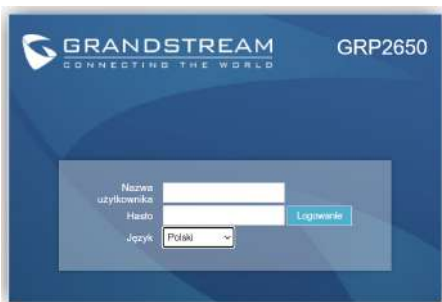 GRANDSTREAM
GRP2650
CONNECTING THE WORLD
Nazwa
użytkownika
Hasło
Logowanie
Język
Polski